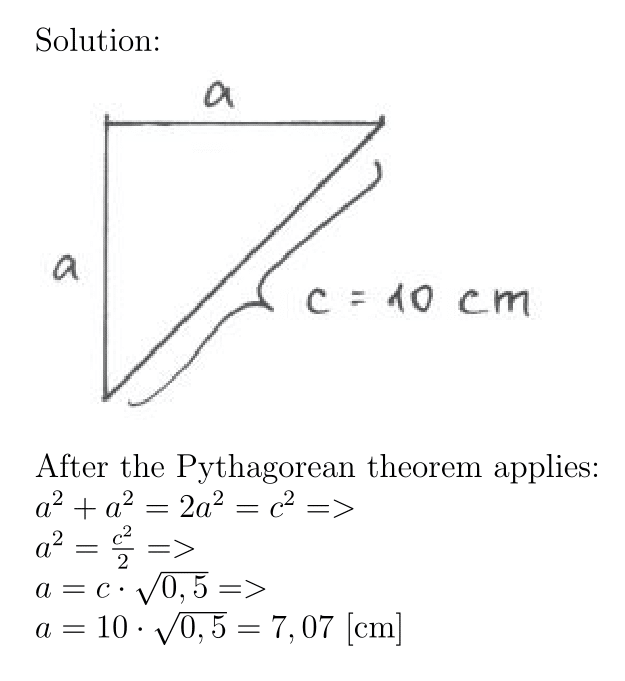 Solution:
a
a
c = 10 cm
After the Pythagorean theorem applies:
a² + a² = 2a² = c² =>
a² = c²/2 =>
a = c · √0,5 =>
a = 10 · √0,5 = 7,07 [cm]